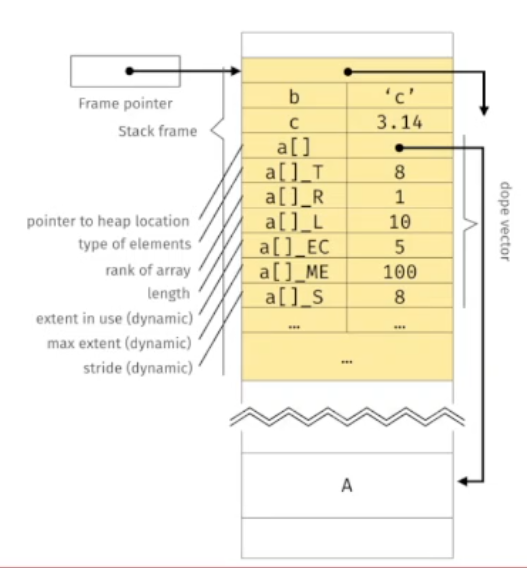 Frame pointer
Stack frame
b ‘c’
c 3.14
a[]
a[]_T 8
a[]_R 1
a[]_L 10
a[]_EC 5
a[]_ME 100
a[]_S 8
… …
…
pointer to heap location
type of elements
rank of array
length
extent in use (dynamic)
max extent (dynamic)
stride (dynamic)
dope vector
A